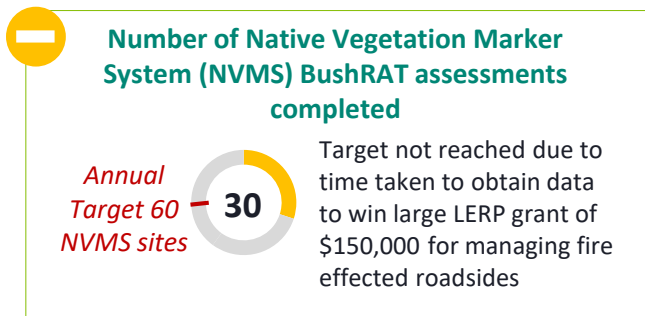 Number of Native Vegetation Marker
System (NVMS) BushRAT assessments
completed
Annual
Target 60
NVMS sites
30
Target not reached due to
time taken to obtain data
to win large LERP grant of
$150,000 for managing fire
effected roadsides